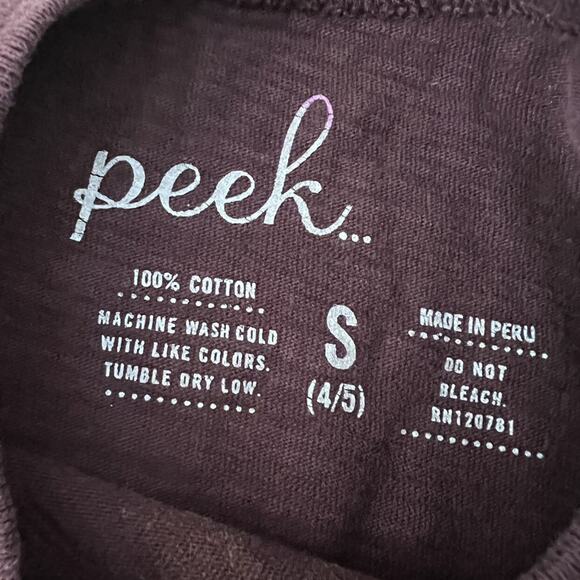 peek...
100% COTTON
MACHINE WASH COLD
WITH LIKE COLORS.
TUMBLE DRY LOW.
S
(4/5)
MADE IN PERU
DO NOT
BLEACH.
RN120781